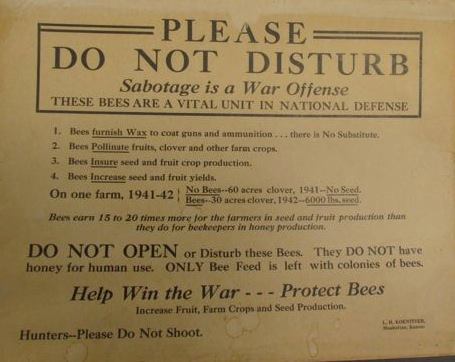 PLEASE
DO NOT DISTURB
Sabotage is a War Offense
THESE BEES ARE A VITAL UNIT IN NATIONAL DEFENSE
1. Bees furnish Wax to coat guns and ammunition . . . there is No Substitute.
2. Bees Pollinate fruits, clover and other farm crops.
3. Bees Insure seed and fruit crop production.
4. Bees Increase seed and fruit yields.
On one farm, 1941-42 { No Bees--60 acres clover, 1941--No Seed.
Bees--30 acres clover, 1942--6000 lbs. seed.
Bees earn 15 to 20 times more for the farmers in seed and fruit production than
they do for beekeepers in honey production.
DO NOT OPEN or Disturb these Bees. They DO NOT have
honey for human use. ONLY Bee Feed is left with colonies of bees.
Help Win the War - - - Protect Bees
Increase Fruit, Farm Crops and Seed Production.
Hunters--Please Do Not Shoot.
Manhattan, Kansas